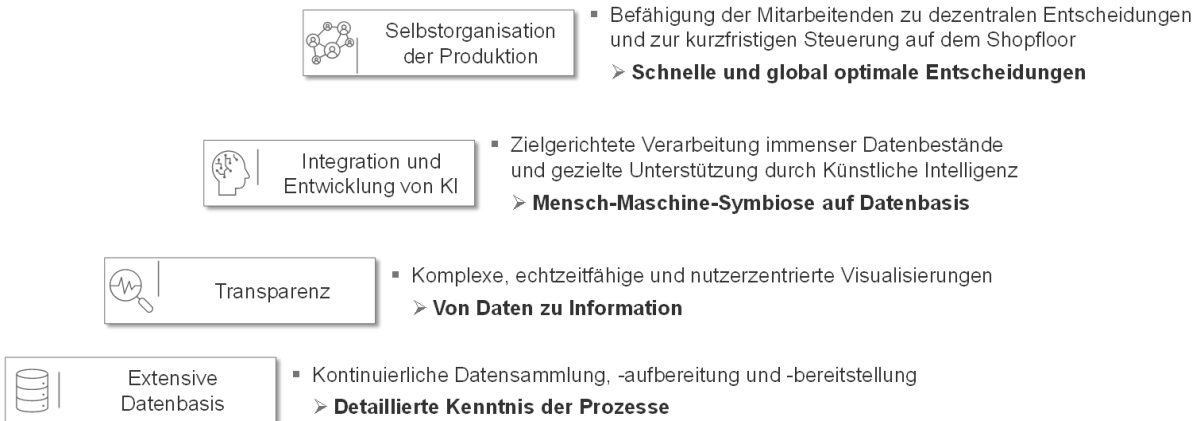 Selbstorganisation
der Produktion
▪ Befähigung der Mitarbeitenden zu dezentralen Entscheidungen
und zur kurzfristigen Steuerung auf dem Shopfloor
➢ Schnelle und global optimale Entscheidungen
Integration und
Entwicklung von KI
▪ Zielgerichtete Verarbeitung immenser Datenbestände
und gezielte Unterstützung durch Künstliche Intelligenz
➢ Mensch-Maschine-Symbiose auf Datenbasis
Transparenz
▪ Komplexe, echtzeitfähige und nutzerzentrierte Visualisierungen
➢ Von Daten zu Information
Extensive
Datenbasis
▪ Kontinuierliche Datensammlung, -aufbereitung und -bereitstellung
➢ Detaillierte Kenntnis der Prozesse